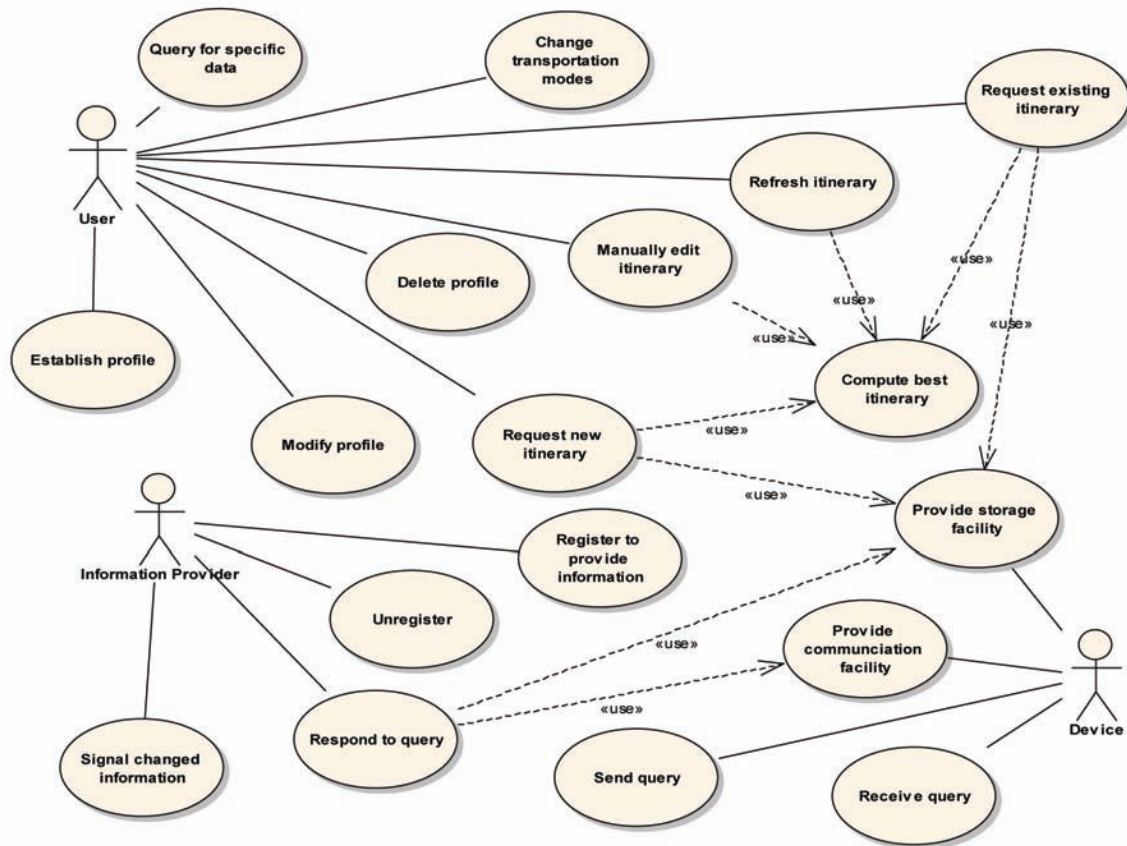 Query for specific
data
Change
transportation
modes
Request existing
itinerary
Refresh itinerary
User
Manually edit
itinerary
Delete profile
«use»
«use»
«use»
«use»
Establish profile
Compute best
itinerary
Modify profile
Request new
itinerary
«use»
«use»
Provide storage
facility
Register to
provide
information
Information Provider
Unregister
«use»
Provide
communciation
facility
«use»
Device
Respond to query
Signal changed
information
Send query
Receive query